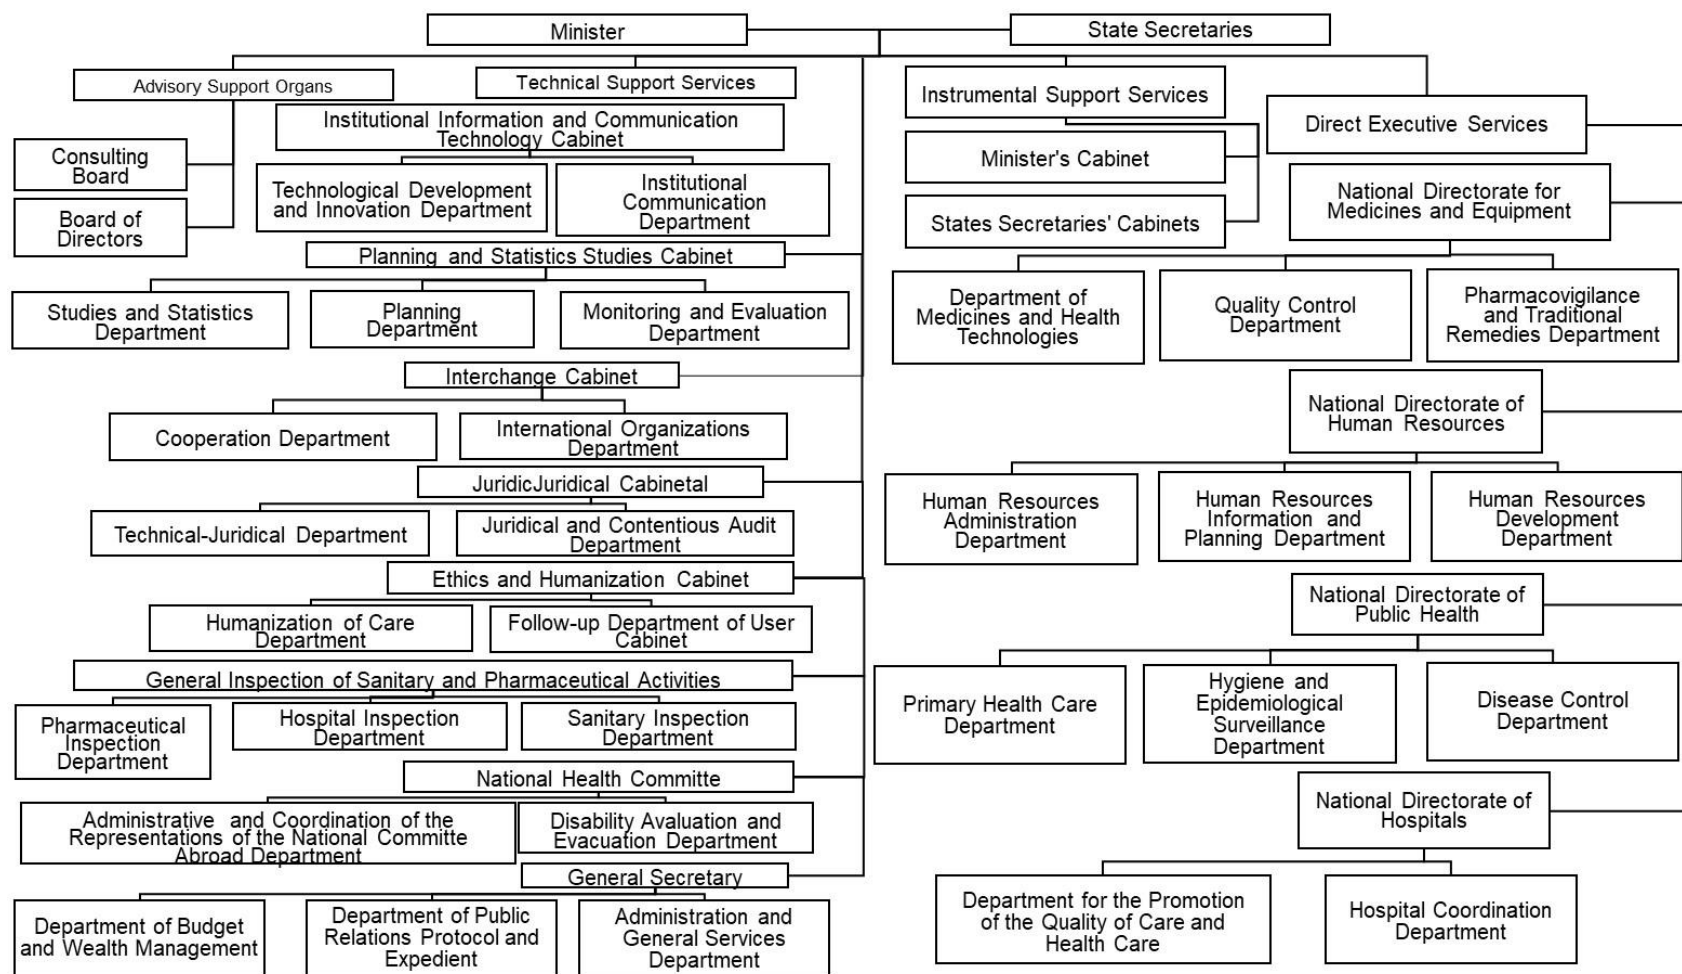 Minister
State Secretaries
Advisory Support Organs
Technical Support Services
Instrumental Support Services
Direct Executive Services
Institutional Information and Communication
Technology Cabinet
Consulting
Board
Board of
Directors
Technological Development
and Innovation Department
Institutional
Communication
Department
Minister's Cabinet
States Secretaries' Cabinets
National Directorate for
Medicines and Equipment
Planning and Statistics Studies Cabinet
Studies and Statistics
Department
Planning
Department
Monitoring and Evaluation
Department
Department of
Medicines and Health
Technologies
Quality Control
Department
Pharmacovigilance
and Traditional
Remedies Department
Interchange Cabinet
Cooperation Department
International Organizations
Department
National Directorate of
Human Resources
JuridicJuridical Cabinetal
Technical-Juridical Department
Juridical and Contentious Audit
Department
Human Resources
Administration
Department
Human Resources
Information and
Planning Department
Human Resources
Development
Department
Ethics and Humanization Cabinet
Humanization of Care
Department
Follow-up Department of User
Cabinet
National Directorate of
Public Health
General Inspection of Sanitary and Pharmaceutical Activities
Pharmaceutical
Inspection
Department
Hospital Inspection
Department
Sanitary Inspection
Department
Primary Health Care
Department
Hygiene and
Epidemiological
Surveillance
Department
Disease Control
Department
National Health Committe
Administrative and Coordination of the
Representations of the National Committe
Abroad Department
Disability Avaluation and
Evacuation Department
National Directorate of
Hospitals
General Secretary
Department of Budget
and Wealth Management
Department of Public
Relations Protocol and
Expedient
Administration and
General Services
Department
Department for the Promotion
of the Quality of Care and
Health Care
Hospital Coordination
Department